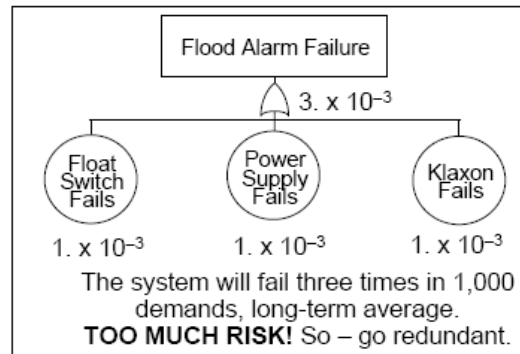 Flood Alarm Failure
3. x 10⁻³
Float
Switch
Fails
Power
Supply
Fails
Klaxon
Fails
1. x 10⁻³
1. x 10⁻³
1. x 10⁻³
The system will fail three times in 1,000
demands, long-term average.
TOO MUCH RISK! So – go redundant.